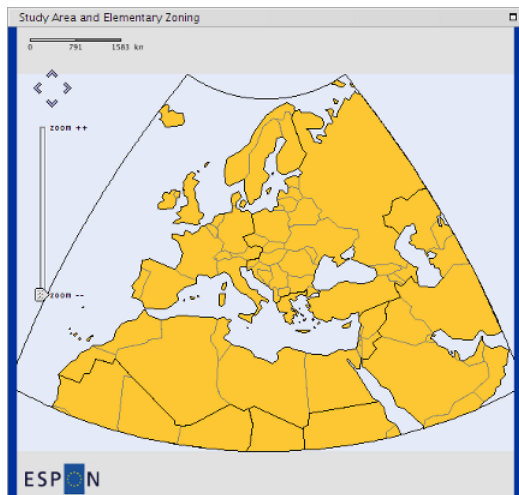 Study Area and Elementary Zoning
0 791 1583 km
zoom ++
zoom --
ESPON